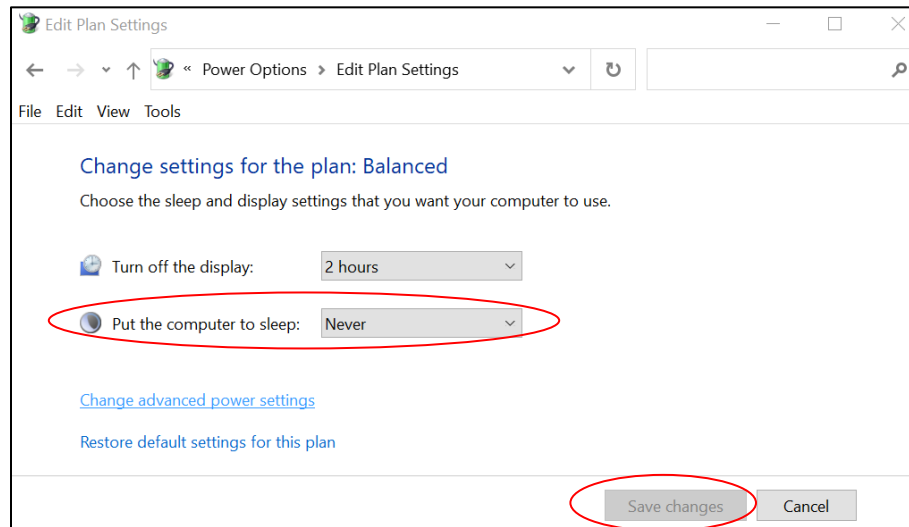 Edit Plan Settings
« Power Options > Edit Plan Settings
File Edit View Tools
Change settings for the plan: Balanced
Choose the sleep and display settings that you want your computer to use.
Turn off the display: 2 hours
Put the computer to sleep: Never
Change advanced power settings
Restore default settings for this plan
Save changes Cancel